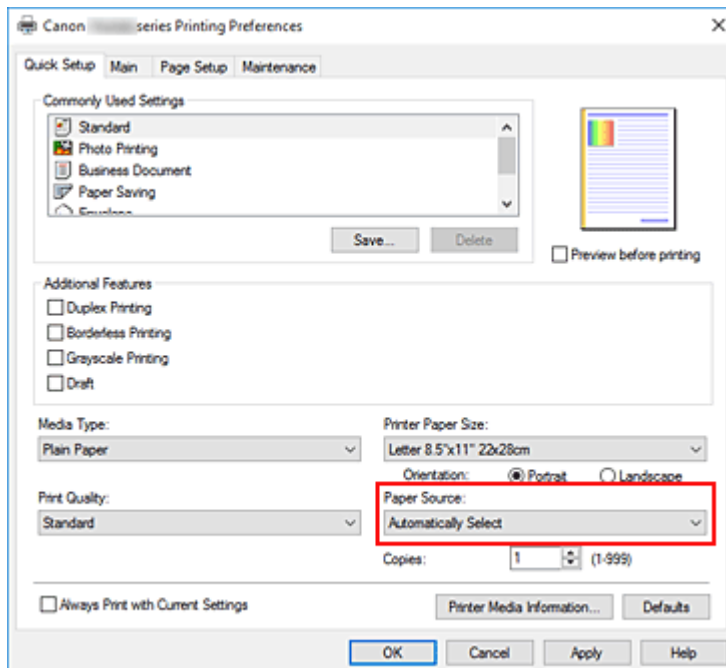 Canon series Printing Preferences
Quick Setup Main Page Setup Maintenance
Commonly Used Settings
Standard
Photo Printing
Business Document
Paper Saving
Envelope
Save... Delete
Preview before printing
Additional Features
Duplex Printing
Borderless Printing
Grayscale Printing
Draft
Media Type: Printer Paper Size:
Plain Paper Letter 8.5"x11" 22x28cm
Orientation: Portrait Landscape
Print Quality: Paper Source:
Standard Automatically Select
Copies: 1 (1-999)
Always Print with Current Settings Printer Media Information... Defaults
OK Cancel Apply Help